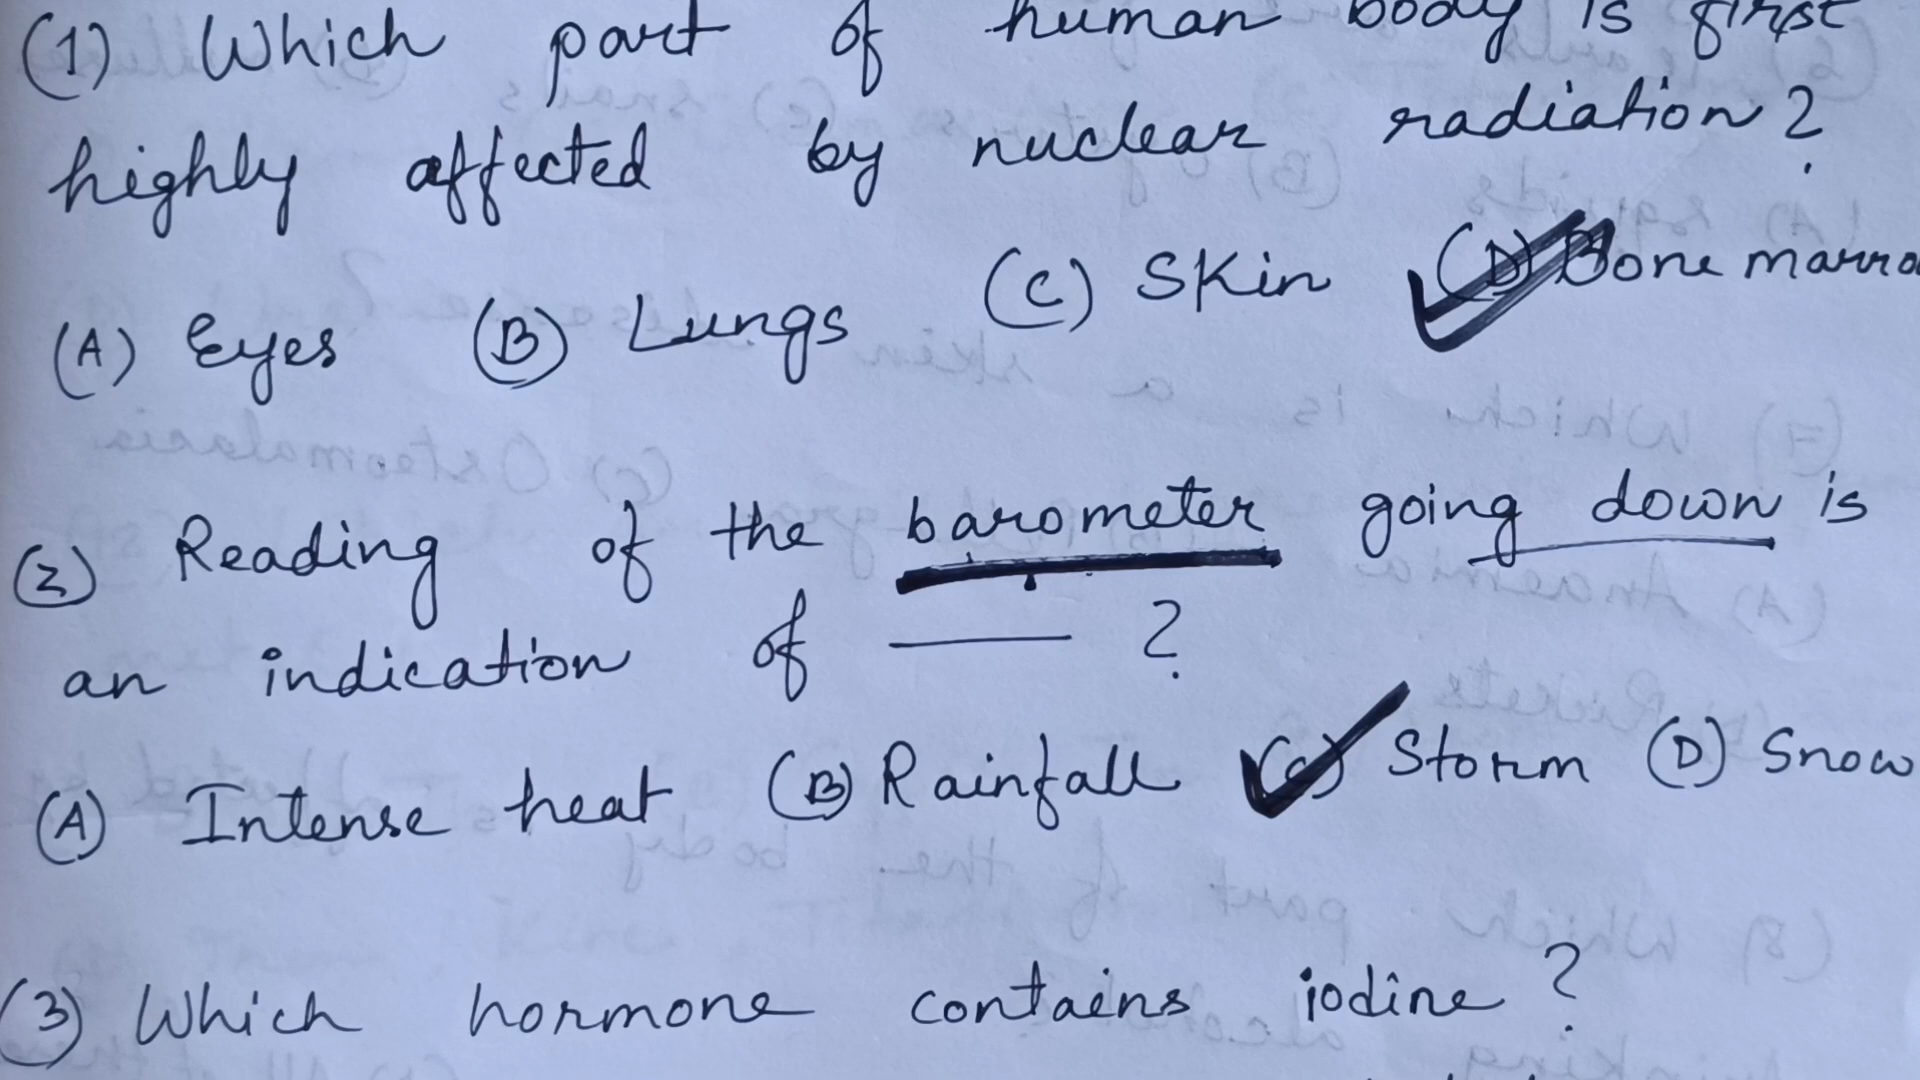 (1) Which part of human body is first
highly affected by nuclear radiation?
(A) Eyes (B) Lungs (C) Skin (D) Bone marro
(2) Reading of the barometer going down is
an indication of ——— ?
(A) Intense heat (B) Rainfall (C) Storm (D) Snow
(3) Which hormone contains iodine?